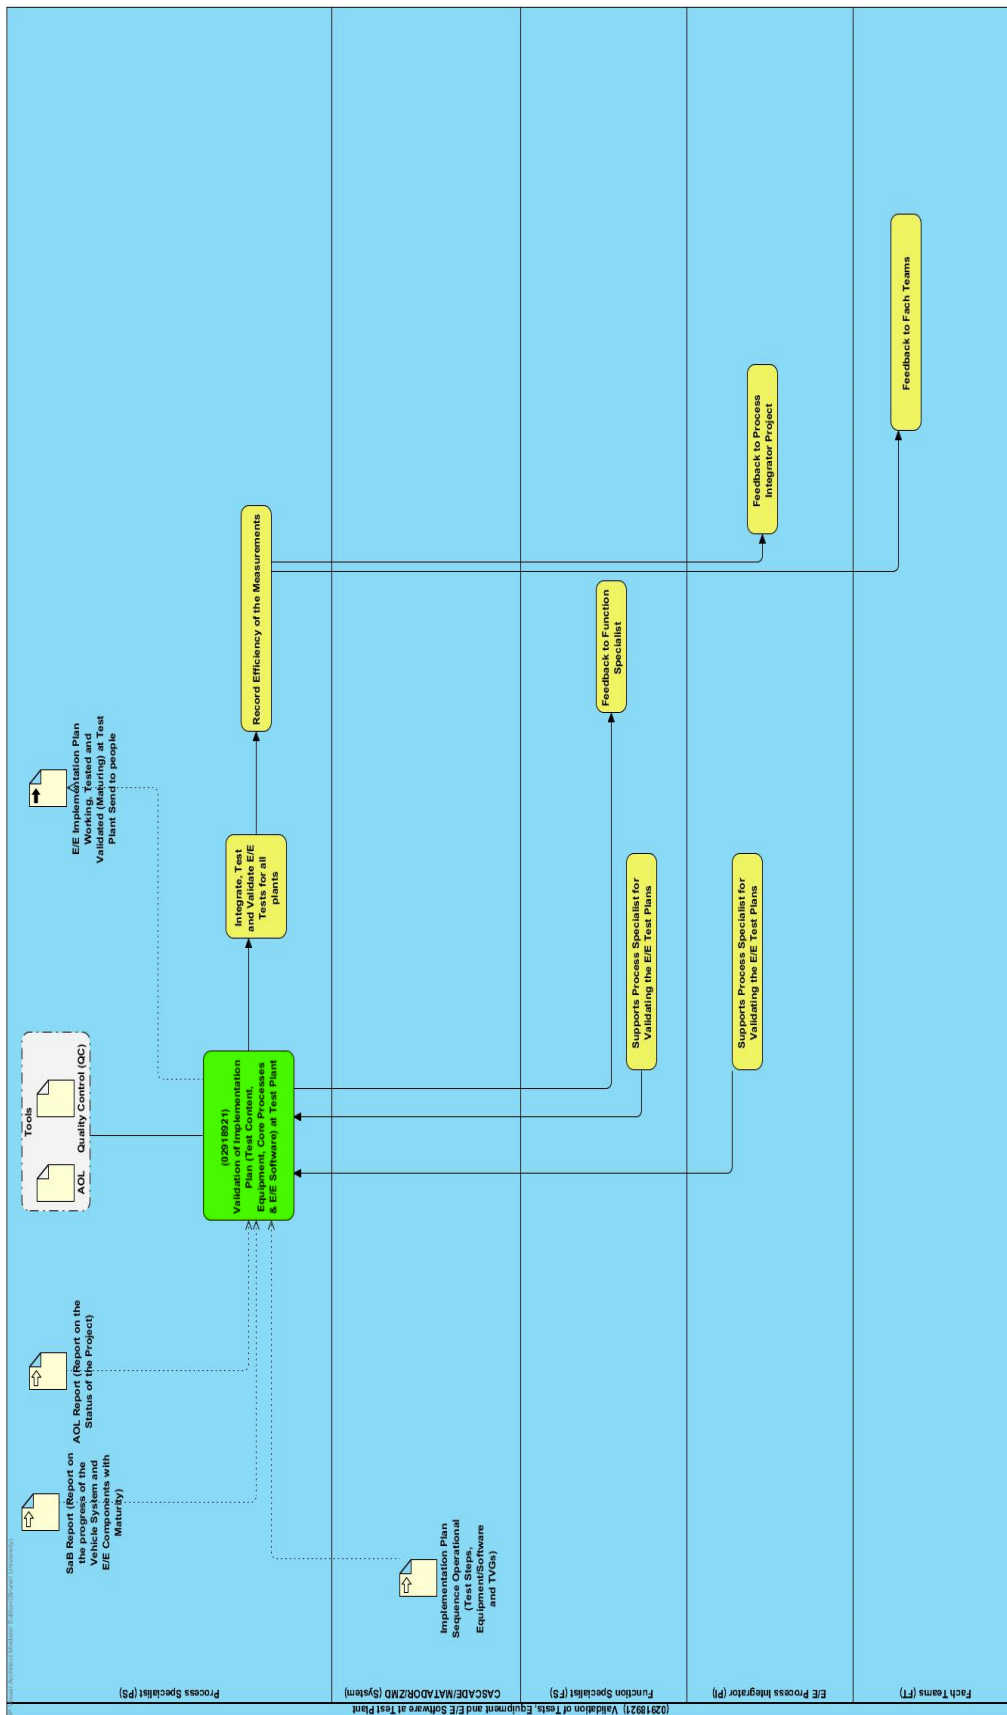 (02918921) Validation of Tests, Equipment and E/E Software at Test Plant
Process Specialist (PS)
SaB Report (Report on
the progress of the
Vehicle System and
E/E Components with
Maturity)
AOL Report (Report on the
Status of the Project)
Tools
AOL
Quality Control (QC)
(02918921)
Validation of Implementation
Plan (Test Content,
Equipment, Core Processes
& E/E Software) at Test Plant
E/E Implementation Plan
Working, Tested and
Validated (Maturing) at Test
Plant Send to people
Integrate, Test
and Validate E/E
Tests for all
plants
Record Efficiency of the Measurements
CASCADE/MATADOR/ZMD (System)
Implementation Plan
Sequence Operational
(Test Steps,
Equipment/Software
and TVGs)
Function Specialist (FS)
Supports Process Specialist for
Validating the E/E Test Plans
Feedback to Function
Specialist
E/E Process Integrator (PI)
Supports Process Specialist for
Validating the E/E Test Plans
Feedback to Process
Integrator Project
Fach Teams (FT)
Feedback to Fach Teams